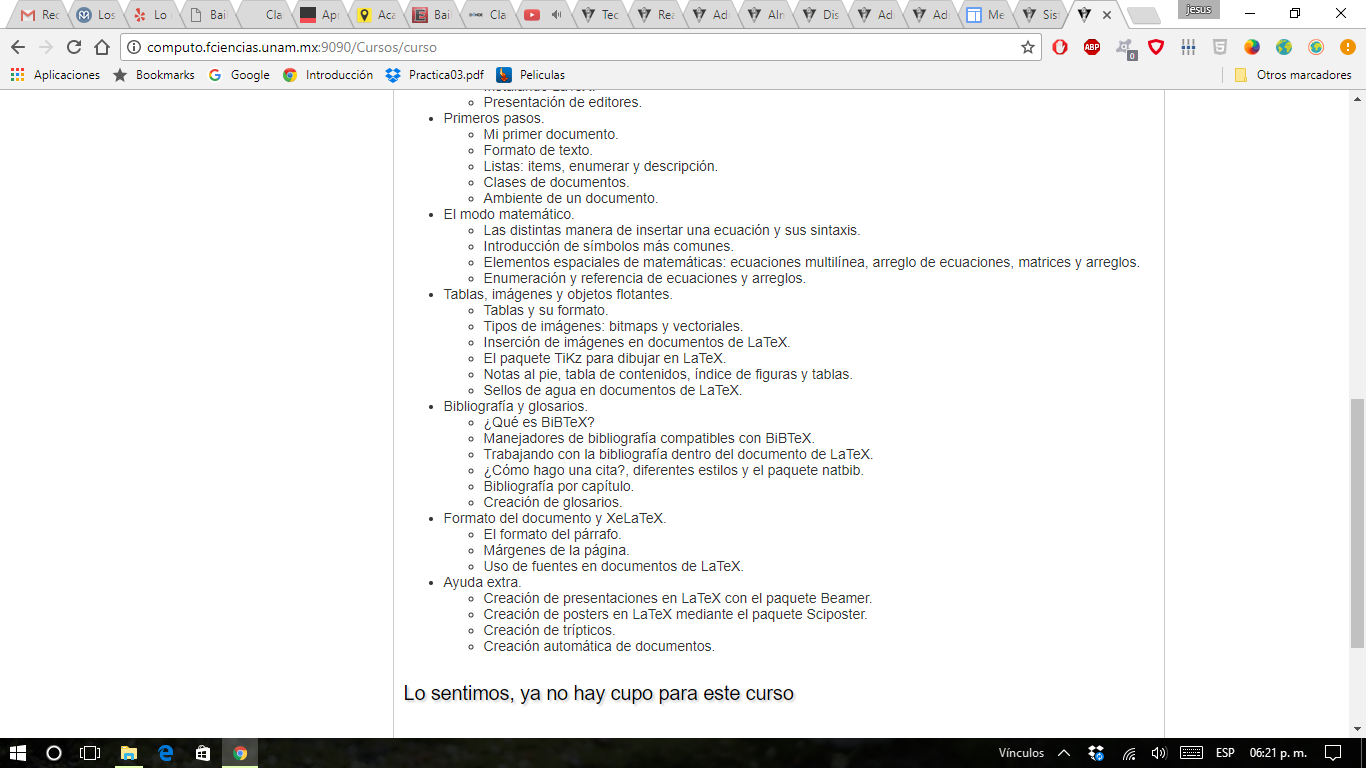 Rec
Los
Lo
Bail
Cla
Apr
Aca
Bai
Cla
Tec
Rea
Ad
Aln
Dis
Ad
Ad
Me
Sist
jesus
computo.fciencias.unam.mx:9090/Cursos/curso
ABP
0
Aplicaciones
Bookmarks
Google
Introducción
Practica03.pdf
Peliculas
Otros marcadores
Presentación de editores.
Primeros pasos.
Mi primer documento.
Formato de texto.
Listas: items, enumerar y descripción.
Clases de documentos.
Ambiente de un documento.
El modo matemático.
Las distintas manera de insertar una ecuación y sus sintaxis.
Introducción de símbolos más comunes.
Elementos espaciales de matemáticas: ecuaciones multilínea, arreglo de ecuaciones, matrices y arreglos.
Enumeración y referencia de ecuaciones y arreglos.
Tablas, imágenes y objetos flotantes.
Tablas y su formato.
Tipos de imágenes: bitmaps y vectoriales.
Inserción de imágenes en documentos de LaTeX.
El paquete TiKz para dibujar en LaTeX.
Notas al pie, tabla de contenidos, índice de figuras y tablas.
Sellos de agua en documentos de LaTeX.
Bibliografía y glosarios.
¿Qué es BiBTeX?
Manejadores de bibliografía compatibles con BiBTeX.
Trabajando con la bibliografía dentro del documento de LaTeX.
¿Cómo hago una cita?, diferentes estilos y el paquete natbib.
Bibliografía por capítulo.
Creación de glosarios.
Formato del documento y XeLaTeX.
El formato del párrafo.
Márgenes de la página.
Uso de fuentes en documentos de LaTeX.
Ayuda extra.
Creación de presentaciones en LaTeX con el paquete Beamer.
Creación de posters en LaTeX mediante el paquete Sciposter.
Creación de trípticos.
Creación automática de documentos.
Lo sentimos, ya no hay cupo para este curso
Vínculos
ESP
06:21 p. m.